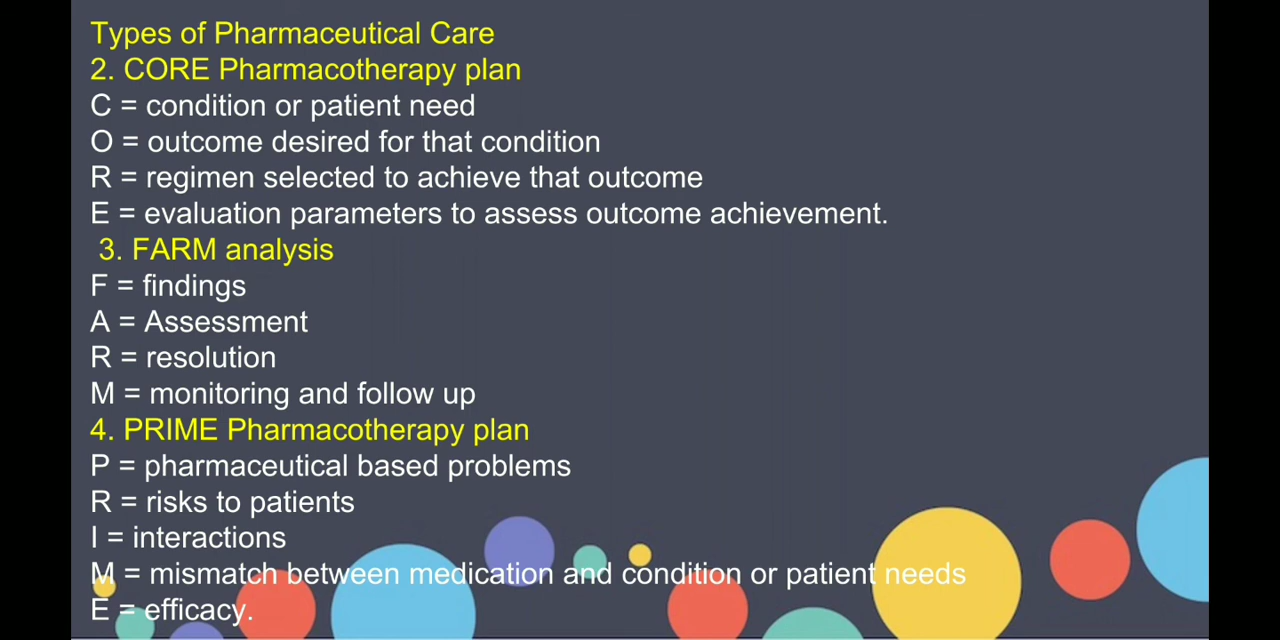 Types of Pharmaceutical Care
2. CORE Pharmacotherapy plan
C = condition or patient need
O = outcome desired for that condition
R = regimen selected to achieve that outcome
E = evaluation parameters to assess outcome achievement.
3. FARM analysis
F = findings
A = Assessment
R = resolution
M = monitoring and follow up
4. PRIME Pharmacotherapy plan
P = pharmaceutical based problems
R = risks to patients
I = interactions
M = mismatch between medication and condition or patient needs
E = efficacy.